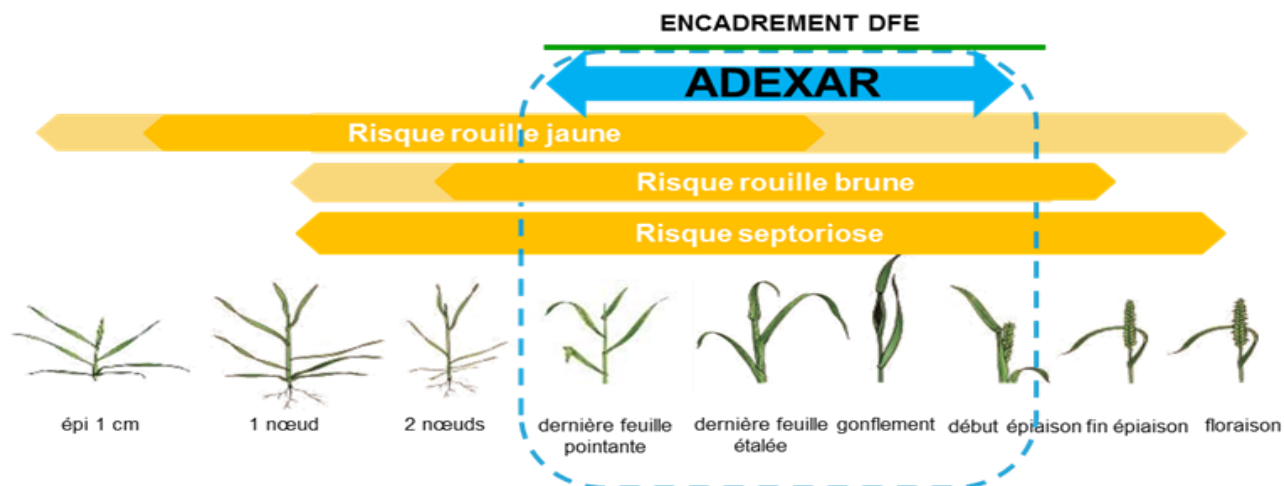 ENCADREMENT DFE
ADEXAR
Risque rouille jaune
Risque rouille brune
Risque septoriose
épi 1 cm
1 nœud
2 nœuds
dernière feuille
pointante
dernière feuille
étalée
gonflement
début épiaison
fin épiaison
floraison